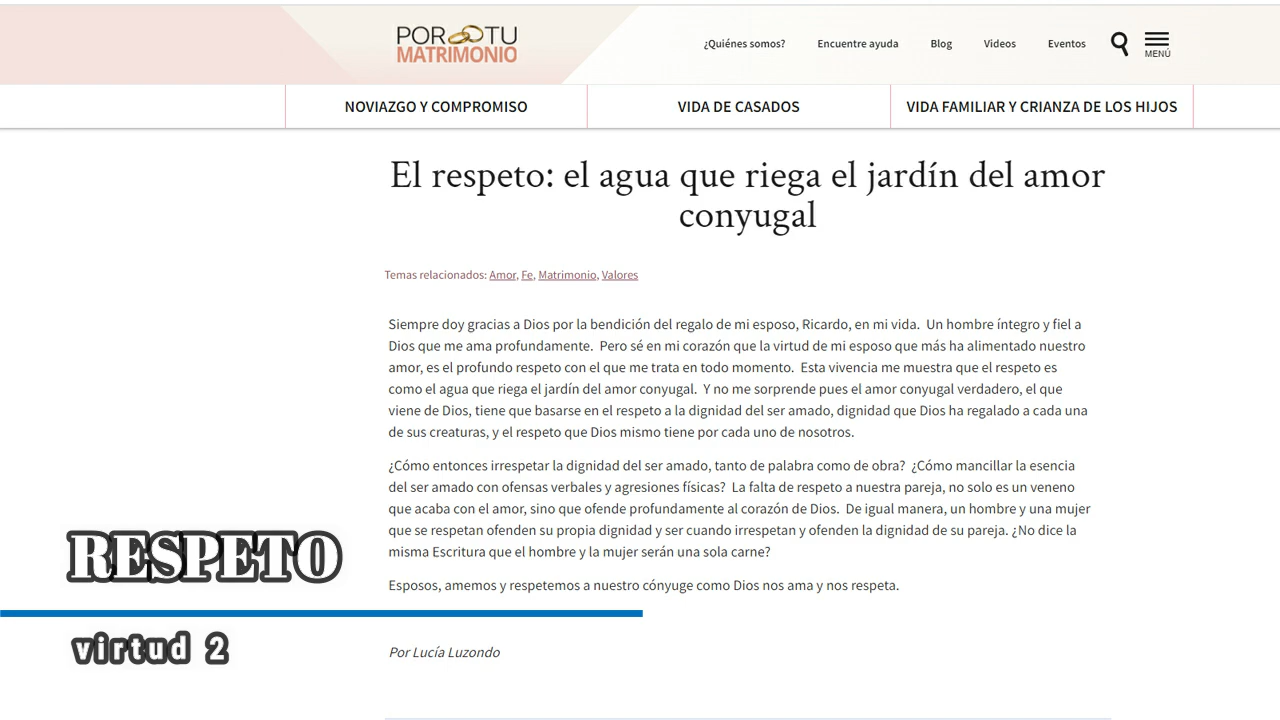 POR TU
MATRIMONIO
¿Quiénes somos? Encuentre ayuda Blog Videos Eventos MENÚ
NOVIAZGO Y COMPROMISO VIDA DE CASADOS VIDA FAMILIAR Y CRIANZA DE LOS HIJOS
El respeto: el agua que riega el jardín del amor
conyugal
Temas relacionados: Amor, Fe, Matrimonio, Valores
Siempre doy gracias a Dios por la bendición del regalo de mi esposo, Ricardo, en mi vida.  Un hombre íntegro y fiel a
Dios que me ama profundamente.  Pero sé en mi corazón que la virtud de mi esposo que más ha alimentado nuestro
amor, es el profundo respeto con el que me trata en todo momento.  Esta vivencia me muestra que el respeto es
como el agua que riega el jardín del amor conyugal.  Y no me sorprende pues el amor conyugal verdadero, el que
viene de Dios, tiene que basarse en el respeto a la dignidad del ser amado, dignidad que Dios ha regalado a cada una
de sus creaturas, y el respeto que Dios mismo tiene por cada uno de nosotros.
¿Cómo entonces irrespetar la dignidad del ser amado, tanto de palabra como de obra?  ¿Cómo mancillar la esencia
del ser amado con ofensas verbales y agresiones físicas?  La falta de respeto a nuestra pareja, no solo es un veneno
que acaba con el amor, sino que ofende profundamente al corazón de Dios.  De igual manera, un hombre y una mujer
que se respetan ofenden su propia dignidad y ser cuando irrespetan y ofenden la dignidad de su pareja. ¿No dice la
misma Escritura que el hombre y la mujer serán una sola carne?
Esposos, amemos y respetemos a nuestro cónyuge como Dios nos ama y nos respeta.
Por Lucía Luzondo
RESPETO
virtud 2